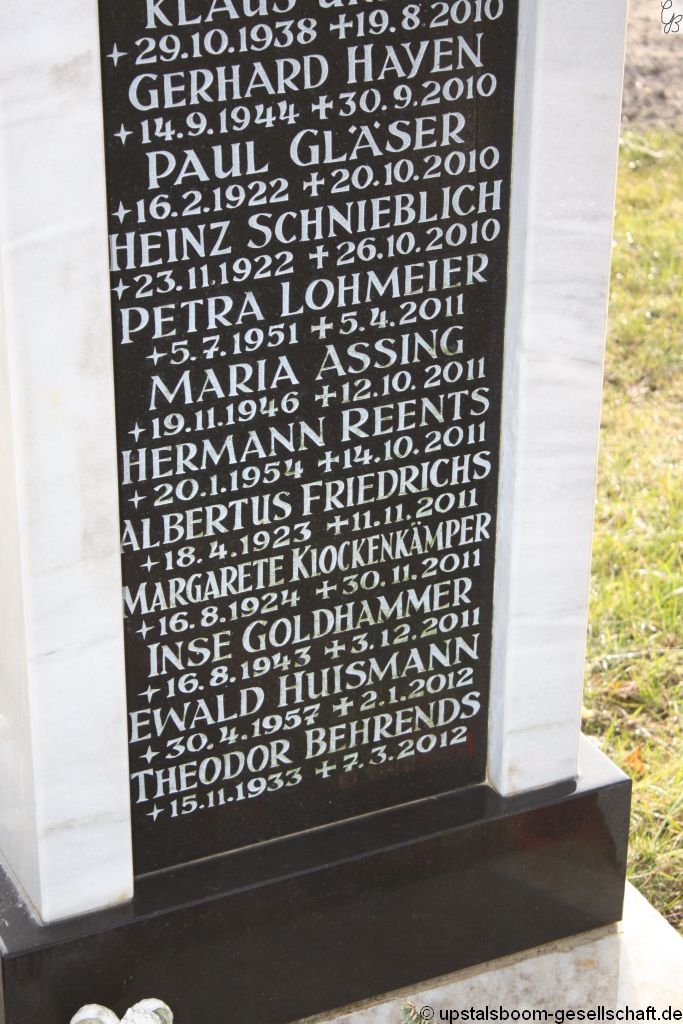 KLAUS
✦29.10.1938 ✝19.8.2010
GERHARD HAYEN
✦14.9.1944 ✝30.9.2010
PAUL GLÄSER
✦16.2.1922 ✝20.10.2010
HEINZ SCHNIEBLICH
✦23.11.1922 ✝26.10.2010
PETRA LOHMEIER
✦5.7.1951 ✝5.4.2011
MARIA ASSING
✦19.11.1946 ✝12.10.2011
HERMANN REENTS
✦20.1.1954 ✝14.10.2011
ALBERTUS FRIEDRICHS
✦18.4.1923 ✝11.11.2011
MARGARETE KLOCKENKÄMPER
✦16.8.1924 ✝30.11.2011
INSE GOLDHAMMER
✦16.8.1943 ✝3.12.2011
EWALD HUISMANN
✦30.4.1957 ✝2.1.2012
THEODOR BEHRENDS
✦15.11.1933 ✝7.3.2012
© upstalsboom-gesellschaft.de